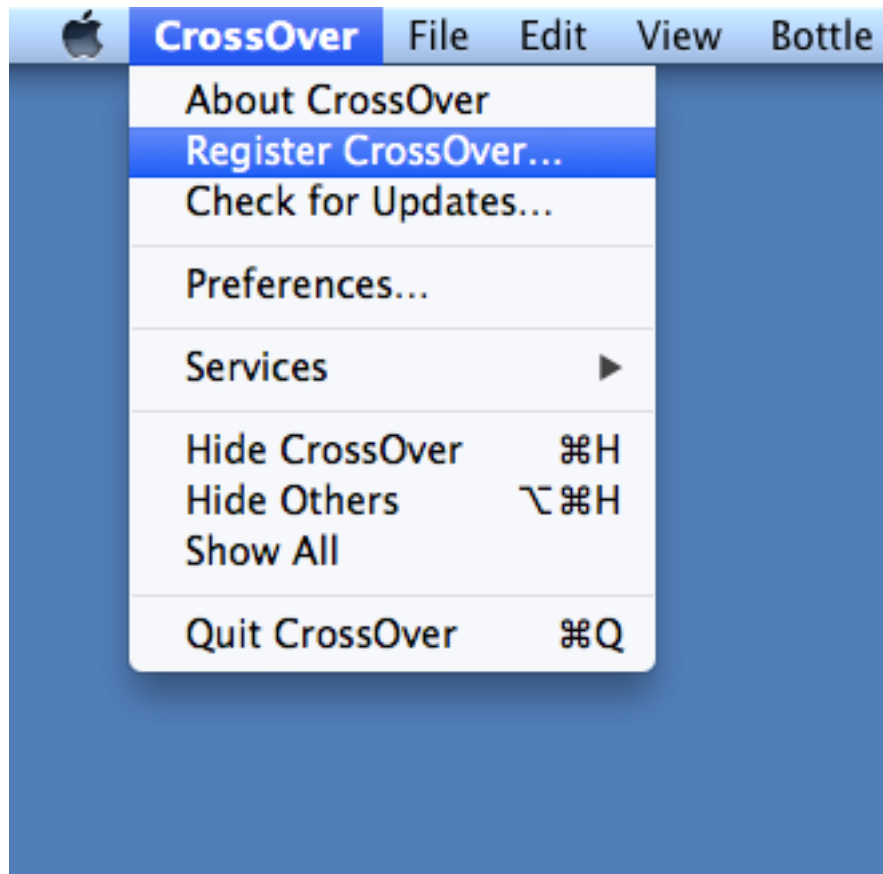 CrossOver File Edit View Bottle
About CrossOver
Register CrossOver...
Check for Updates...
Preferences...
Services ▶
Hide CrossOver ⌘H
Hide Others ⌥⌘H
Show All
Quit CrossOver ⌘Q